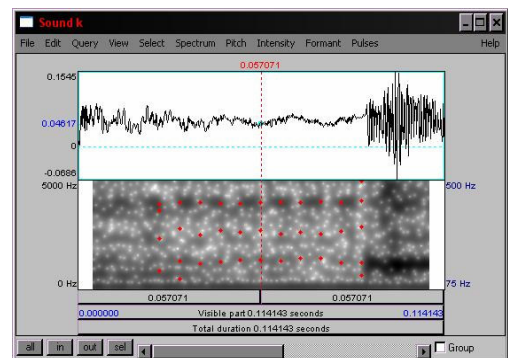 Sound k
File Edit Query View Select Spectrum Pitch Intensity Formant Pulses Help
0.057071
0.1545
0.04617
0
-0.0686
5000 Hz 500 Hz
0 Hz 75 Hz
0.057071 0.057071
0.000000 Visible part 0.114143 seconds 0.114143
Total duration 0.114143 seconds
all in out sel Group